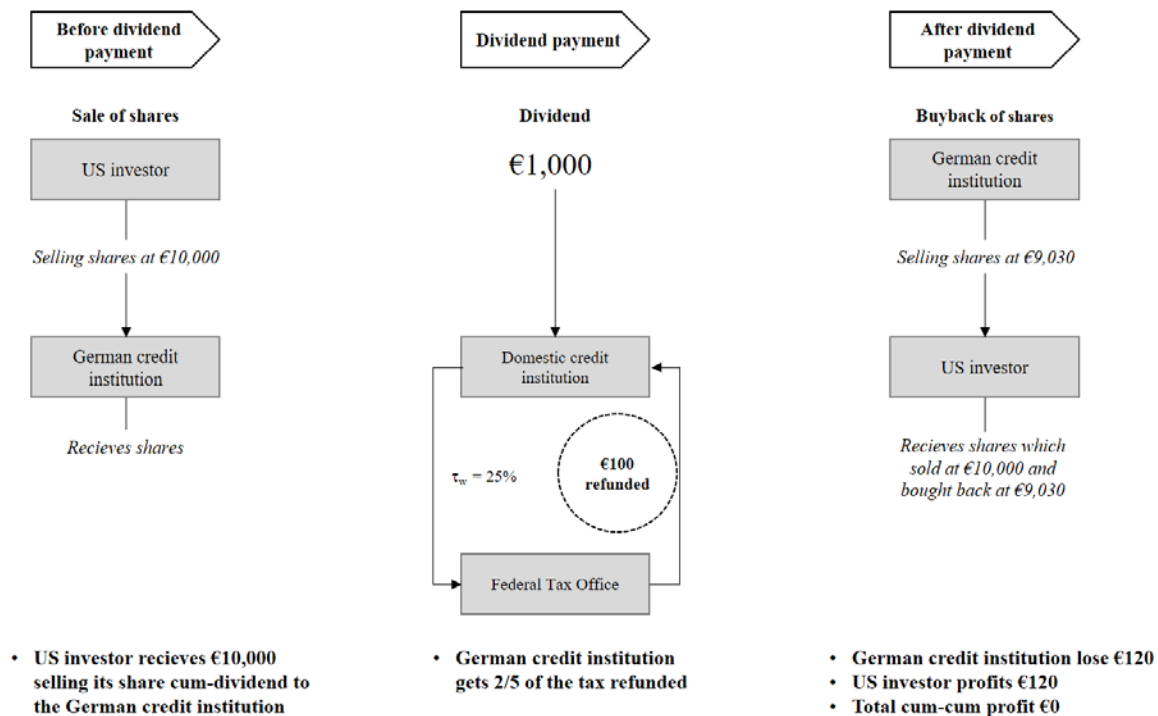 Before dividend
payment
Sale of shares
US investor
Selling shares at €10,000
German credit
institution
Recieves shares
• US investor recieves €10,000
selling its share cum-dividend to
the German credit institution
Dividend payment
Dividend
€1,000
Domestic credit
institution
τw = 25%
€100
refunded
Federal Tax Office
• German credit institution
gets 2/5 of the tax refunded
After dividend
payment
Buyback of shares
German credit
institution
Selling shares at €9,030
US investor
Recieves shares which
sold at €10,000 and
bought back at €9,030
• German credit institution lose €120
• US investor profits €120
• Total cum-cum profit €0